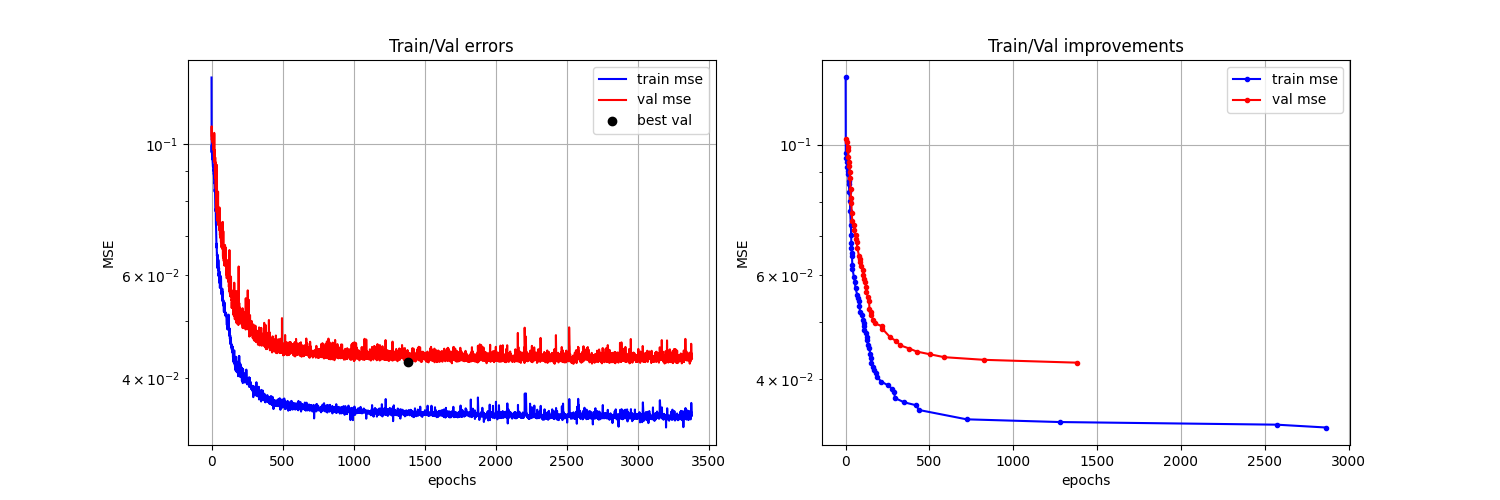 Train/Val errors
train mse
val mse
best val
10⁻¹
6 × 10⁻²
4 × 10⁻²
MSE
0 500 1000 1500 2000 2500 3000 3500
epochs
Train/Val improvements
train mse
val mse
10⁻¹
6 × 10⁻²
4 × 10⁻²
MSE
0 500 1000 1500 2000 2500 3000
epochs